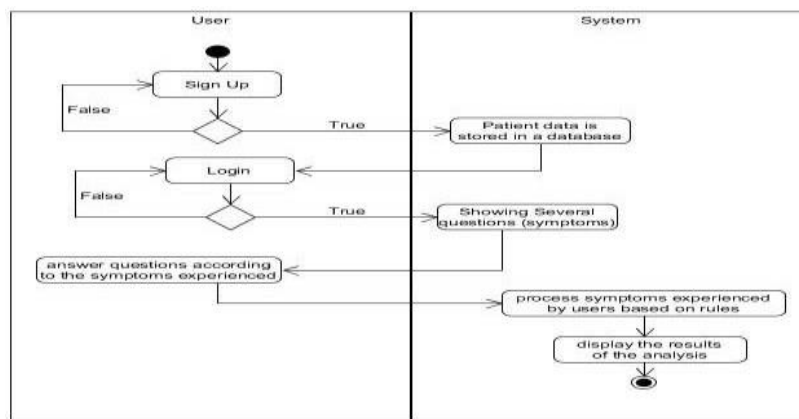 User
System
Sign Up
False
True
Patient data is
stored in a database
Login
False
True
Showing Several
questions (symptoms)
answer questions according
to the symptoms experienced
process symptoms experienced
by users based on rules
display the results
of the analysis